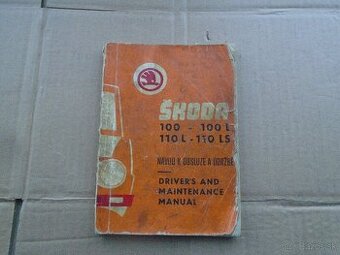 ŠKODA
100 - 100 L
110 L - 110 LS
NÁVOD K OBSLUZE A ÚDRŽBĚ
DRIVER'S AND
MAINTENANCE
MANUAL